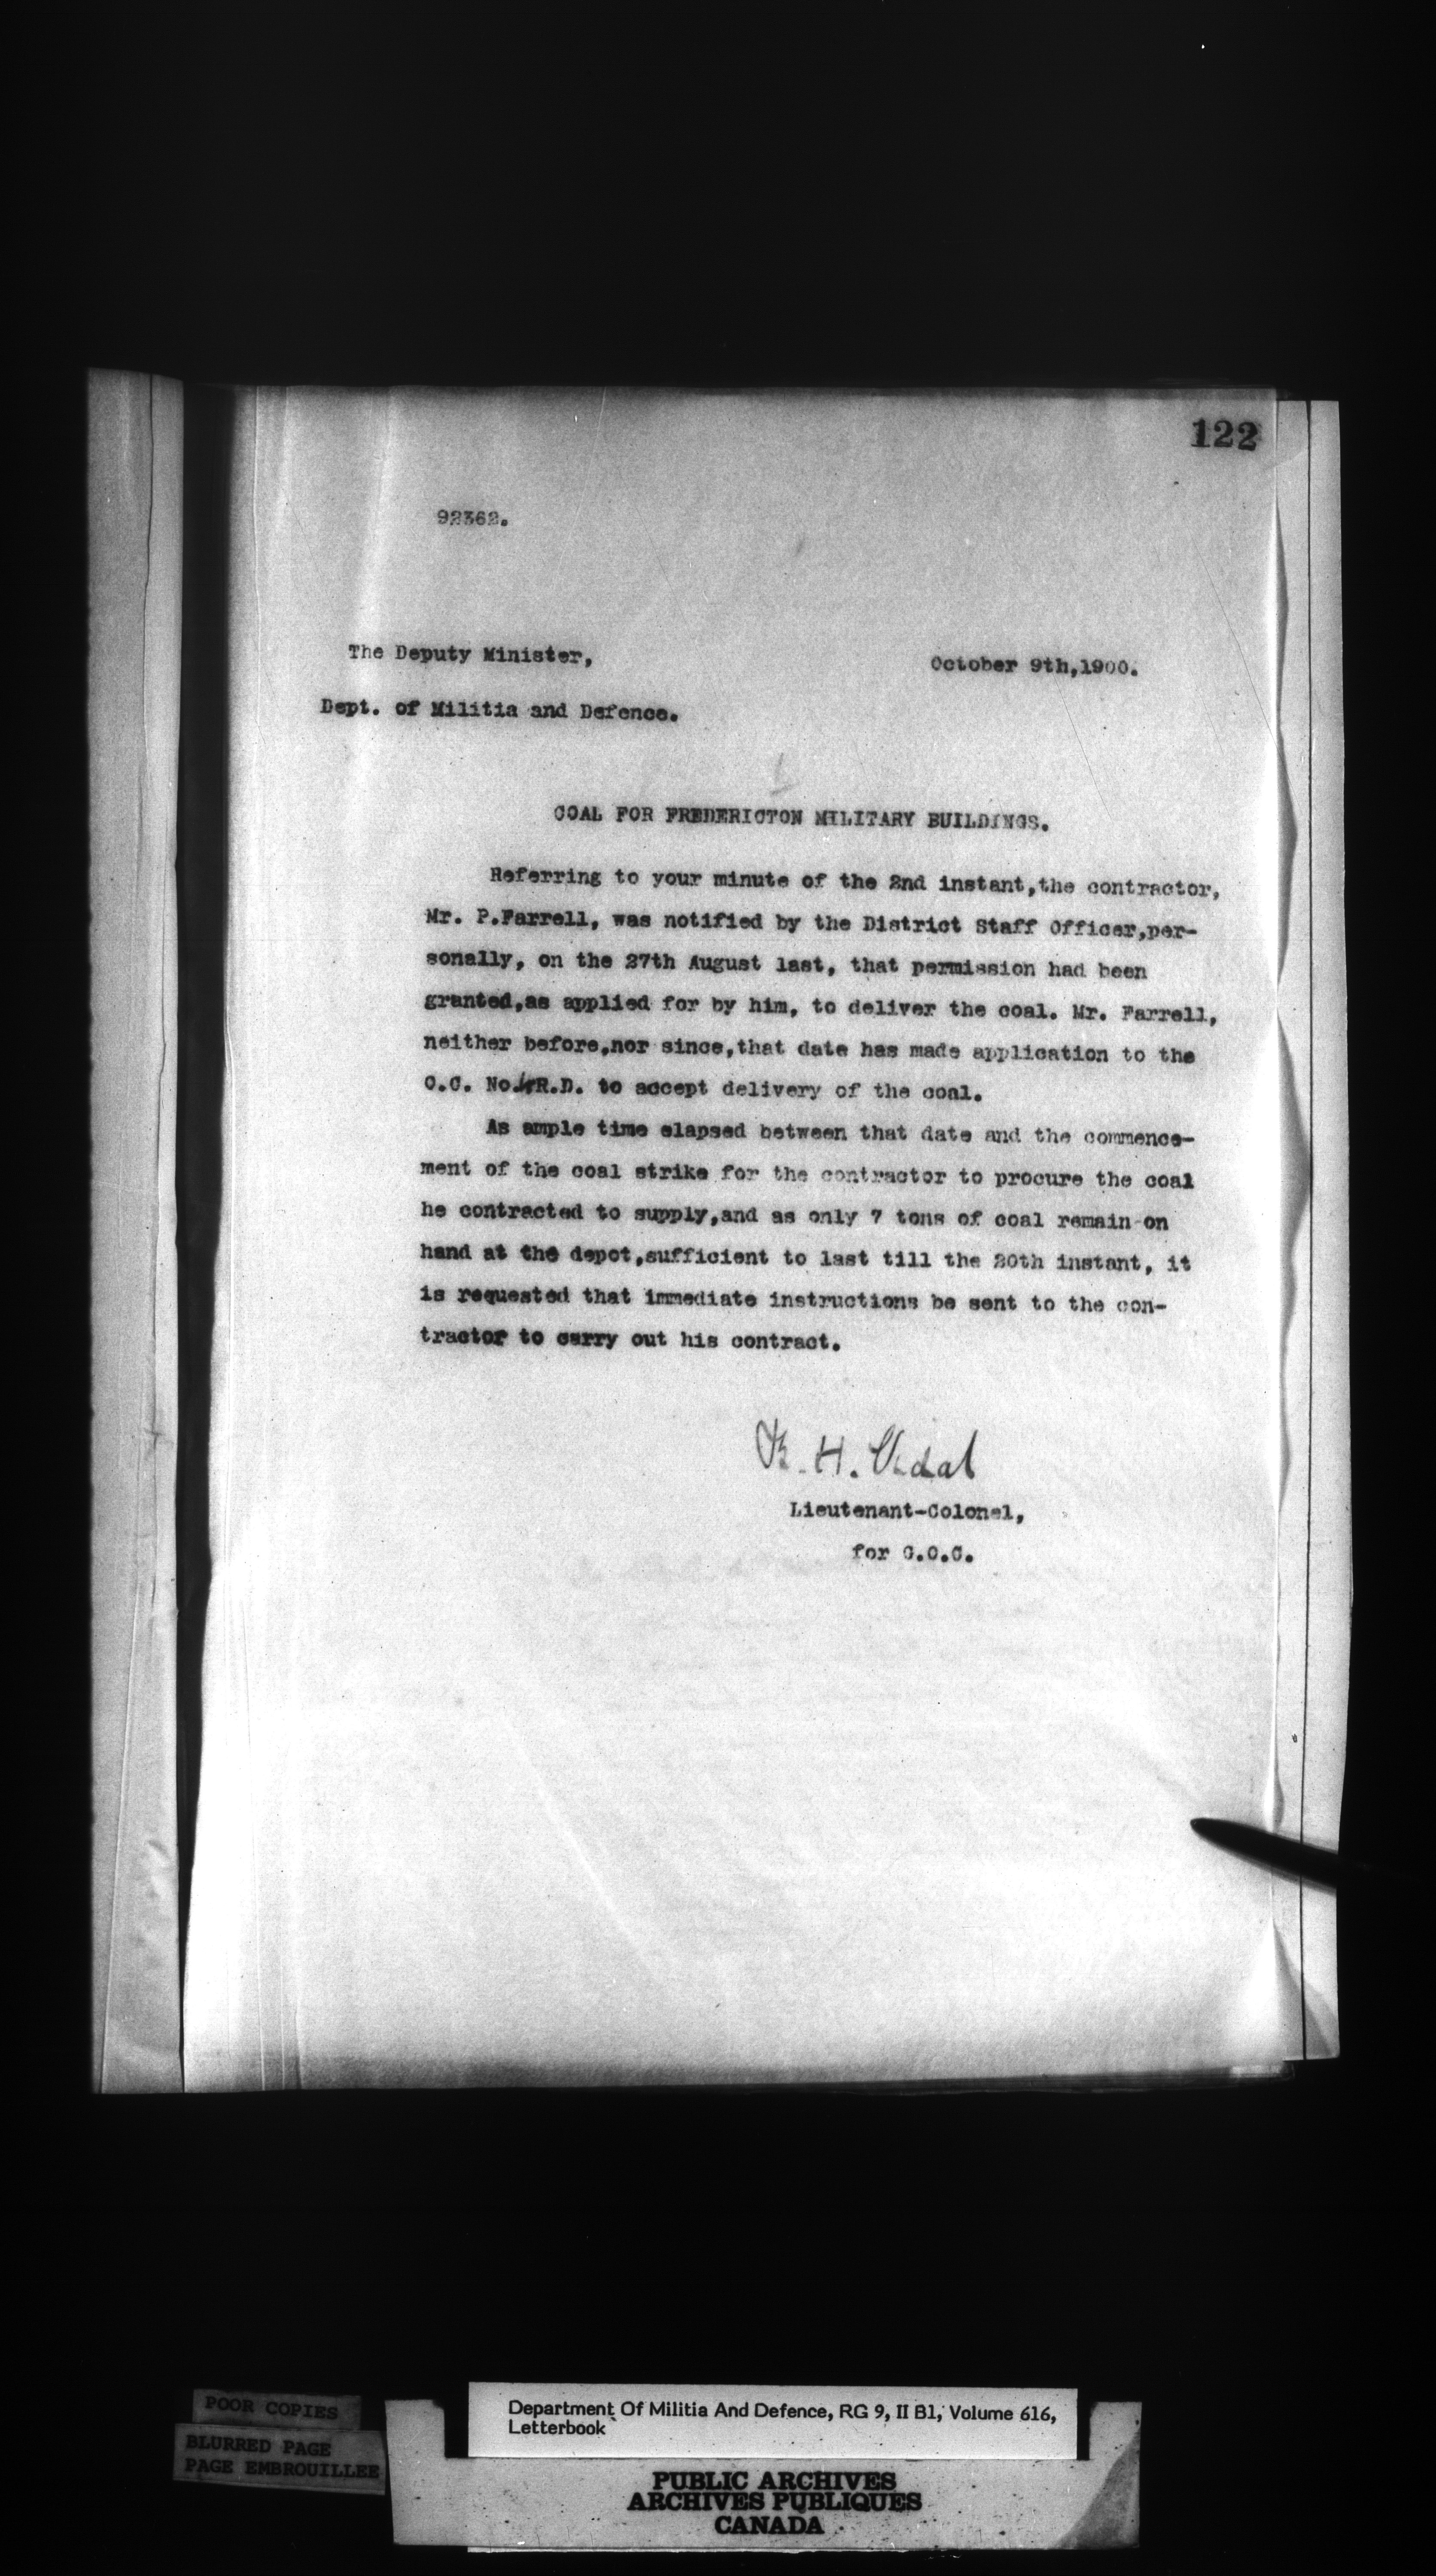 122
92362.
The Deputy Minister,
October 9th,1900.
Dept. of Militia and Defence.
COAL FOR FREDERICTON MILITARY BUILDINGS.
Referring to your minute of the 2nd instant,the contractor,
Mr. P.Farrell, was notified by the District Staff Officer,per-
sonally, on the 27th August last, that permission had been
granted,as applied for by him, to deliver the coal. Mr. Farrell,
neither before,nor since,that date has made application to the
O.C. No.4 R.D. to accept delivery of the coal.
As ample time elapsed between that date and the commence-
ment of the coal strike for the contractor to procure the coal
he contracted to supply,and as only 7 tons of coal remain on
hand at the depot,sufficient to last till the 20th instant, it
is requested that immediate instructions be sent to the con-
tractor to carry out his contract.
B. H. Vidal
Lieutenant-Colonel,
for G.O.C.
POOR COPIES
BLURRED PAGE
PAGE EMBROUILLEE
Department Of Militia And Defence, RG 9, II B1, Volume 616,
Letterbook
PUBLIC ARCHIVES
ARCHIVES PUBLIQUES
CANADA